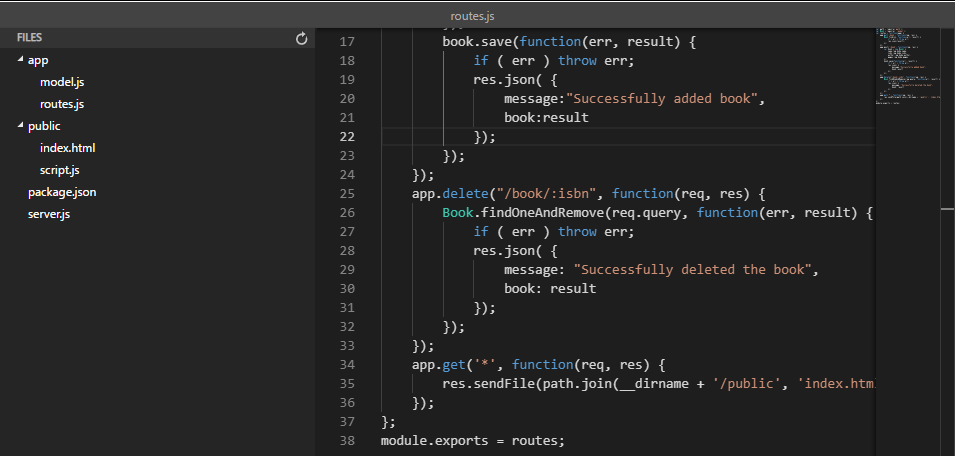 routes.js
FILES
app
model.js
routes.js
public
index.html
script.js
package.json
server.js
17 book.save(function(err, result) {
18 if ( err ) throw err;
19 res.json( {
20 message:"Successfully added book",
21 book:result
22 });
23 });
24 });
25 app.delete("/book/:isbn", function(req, res) {
26 Book.findOneAndRemove(req.query, function(err, result) {
27 if ( err ) throw err;
28 res.json( {
29 message: "Successfully deleted the book",
30 book: result
31 });
32 });
33 });
34 app.get('*', function(req, res) {
35 res.sendFile(path.join(__dirname + '/public', 'index.htm
36 });
37 };
38 module.exports = routes;